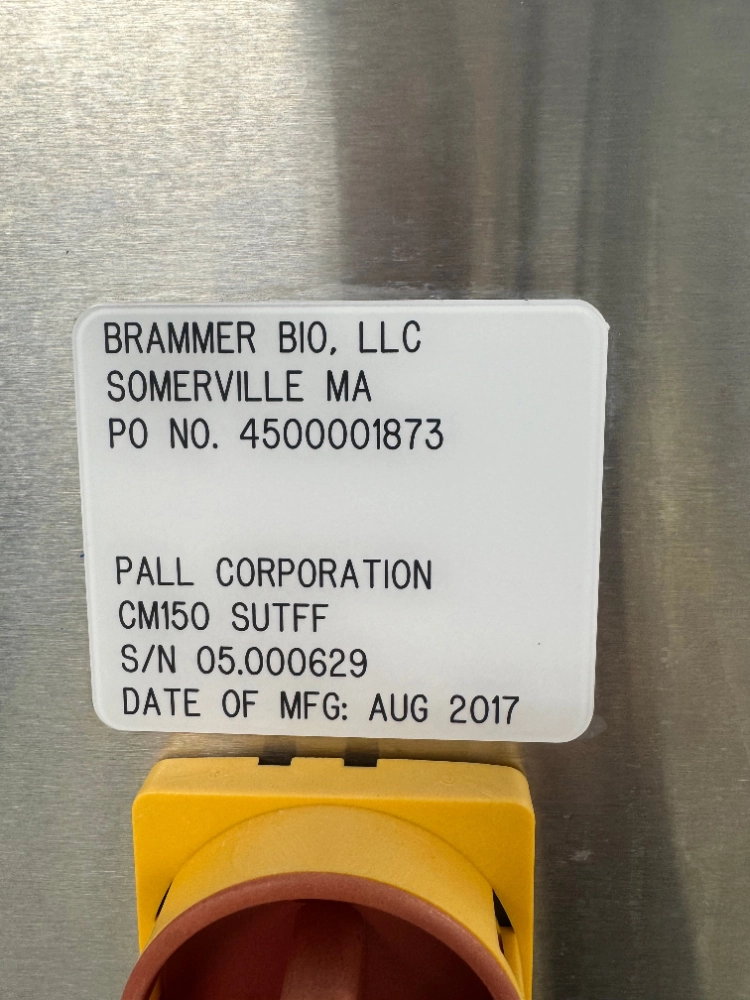 BRAMMER BIO, LLC
SOMERVILLE MA
PO NO. 4500001873
PALL CORPORATION
CM150 SUTFF
S/N 05.000629
DATE OF MFG: AUG 2017